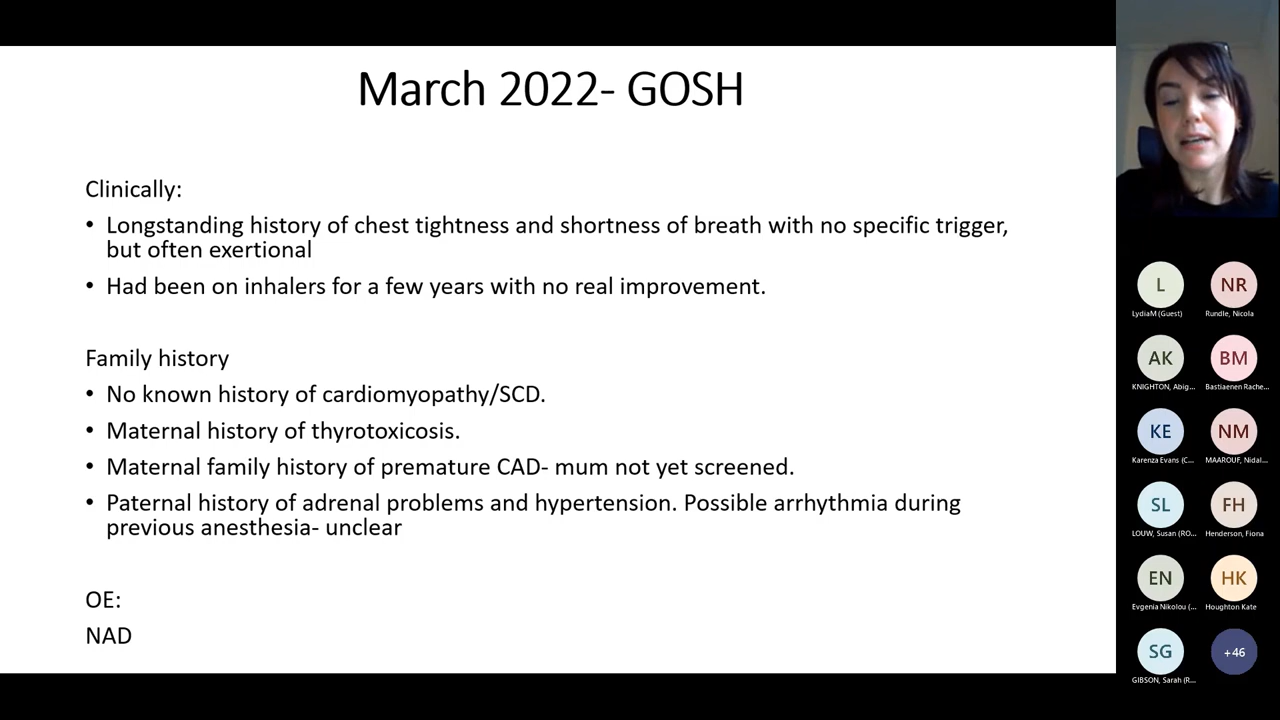 March 2022- GOSH
Clinically:
• Longstanding history of chest tightness and shortness of breath with no specific trigger,
but often exertional
• Had been on inhalers for a few years with no real improvement.
Family history
• No known history of cardiomyopathy/SCD.
• Maternal history of thyrotoxicosis.
• Maternal family history of premature CAD- mum not yet screened.
• Paternal history of adrenal problems and hypertension. Possible arrhythmia during
previous anesthesia- unclear
OE:
NAD
L NR
LydiaM (Guest) Rundle, Nicola
AK BM
KNIGHTON, Abig... Bastiaenen Rache...
KE NM
Karenza Evans (C... MAAROUF, Nidal...
SL FH
LOUW, Susan (RO... Henderson, Fiona
EN HK
Evgenia Nikolou (... Houghton Kate
SG +46
GIBSON, Sarah (R...